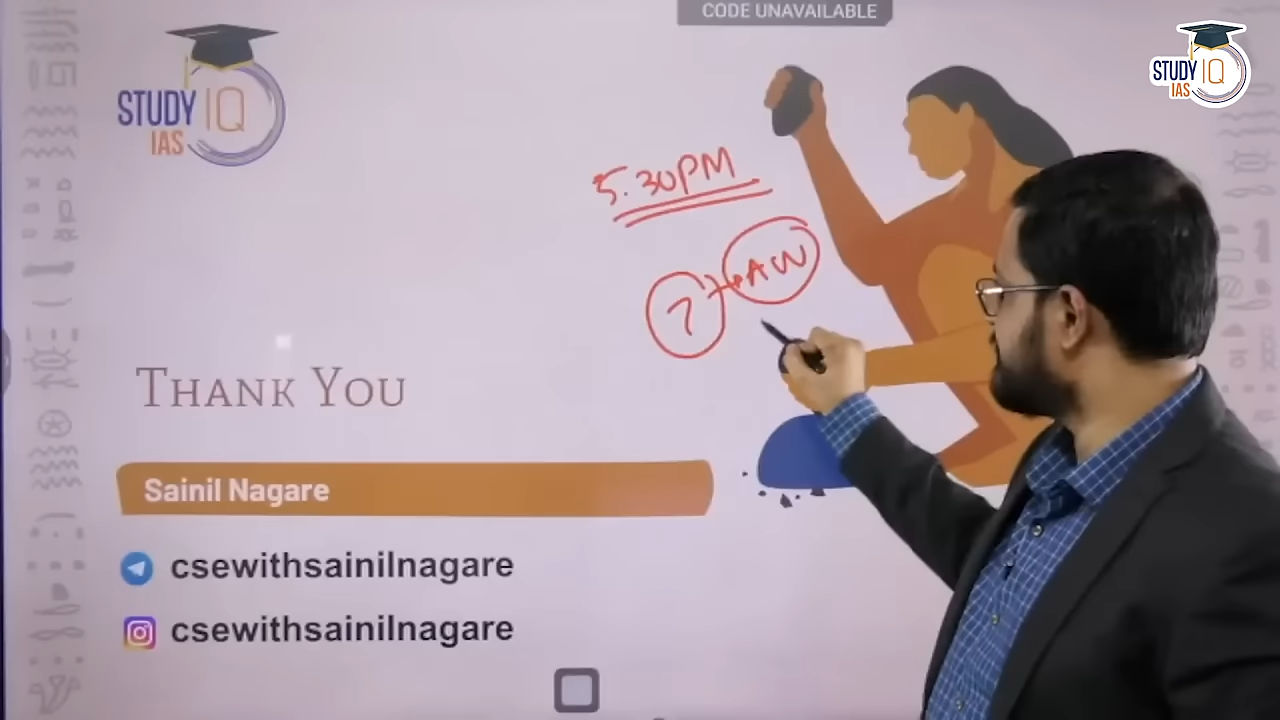 CODE UNAVAILABLE
STUDY IQ
IAS
STUDY IQ
IAS
5.30PM
7
AW
THANK YOU
Sainil Nagare
csewithsainilnagare
csewithsainilnagare